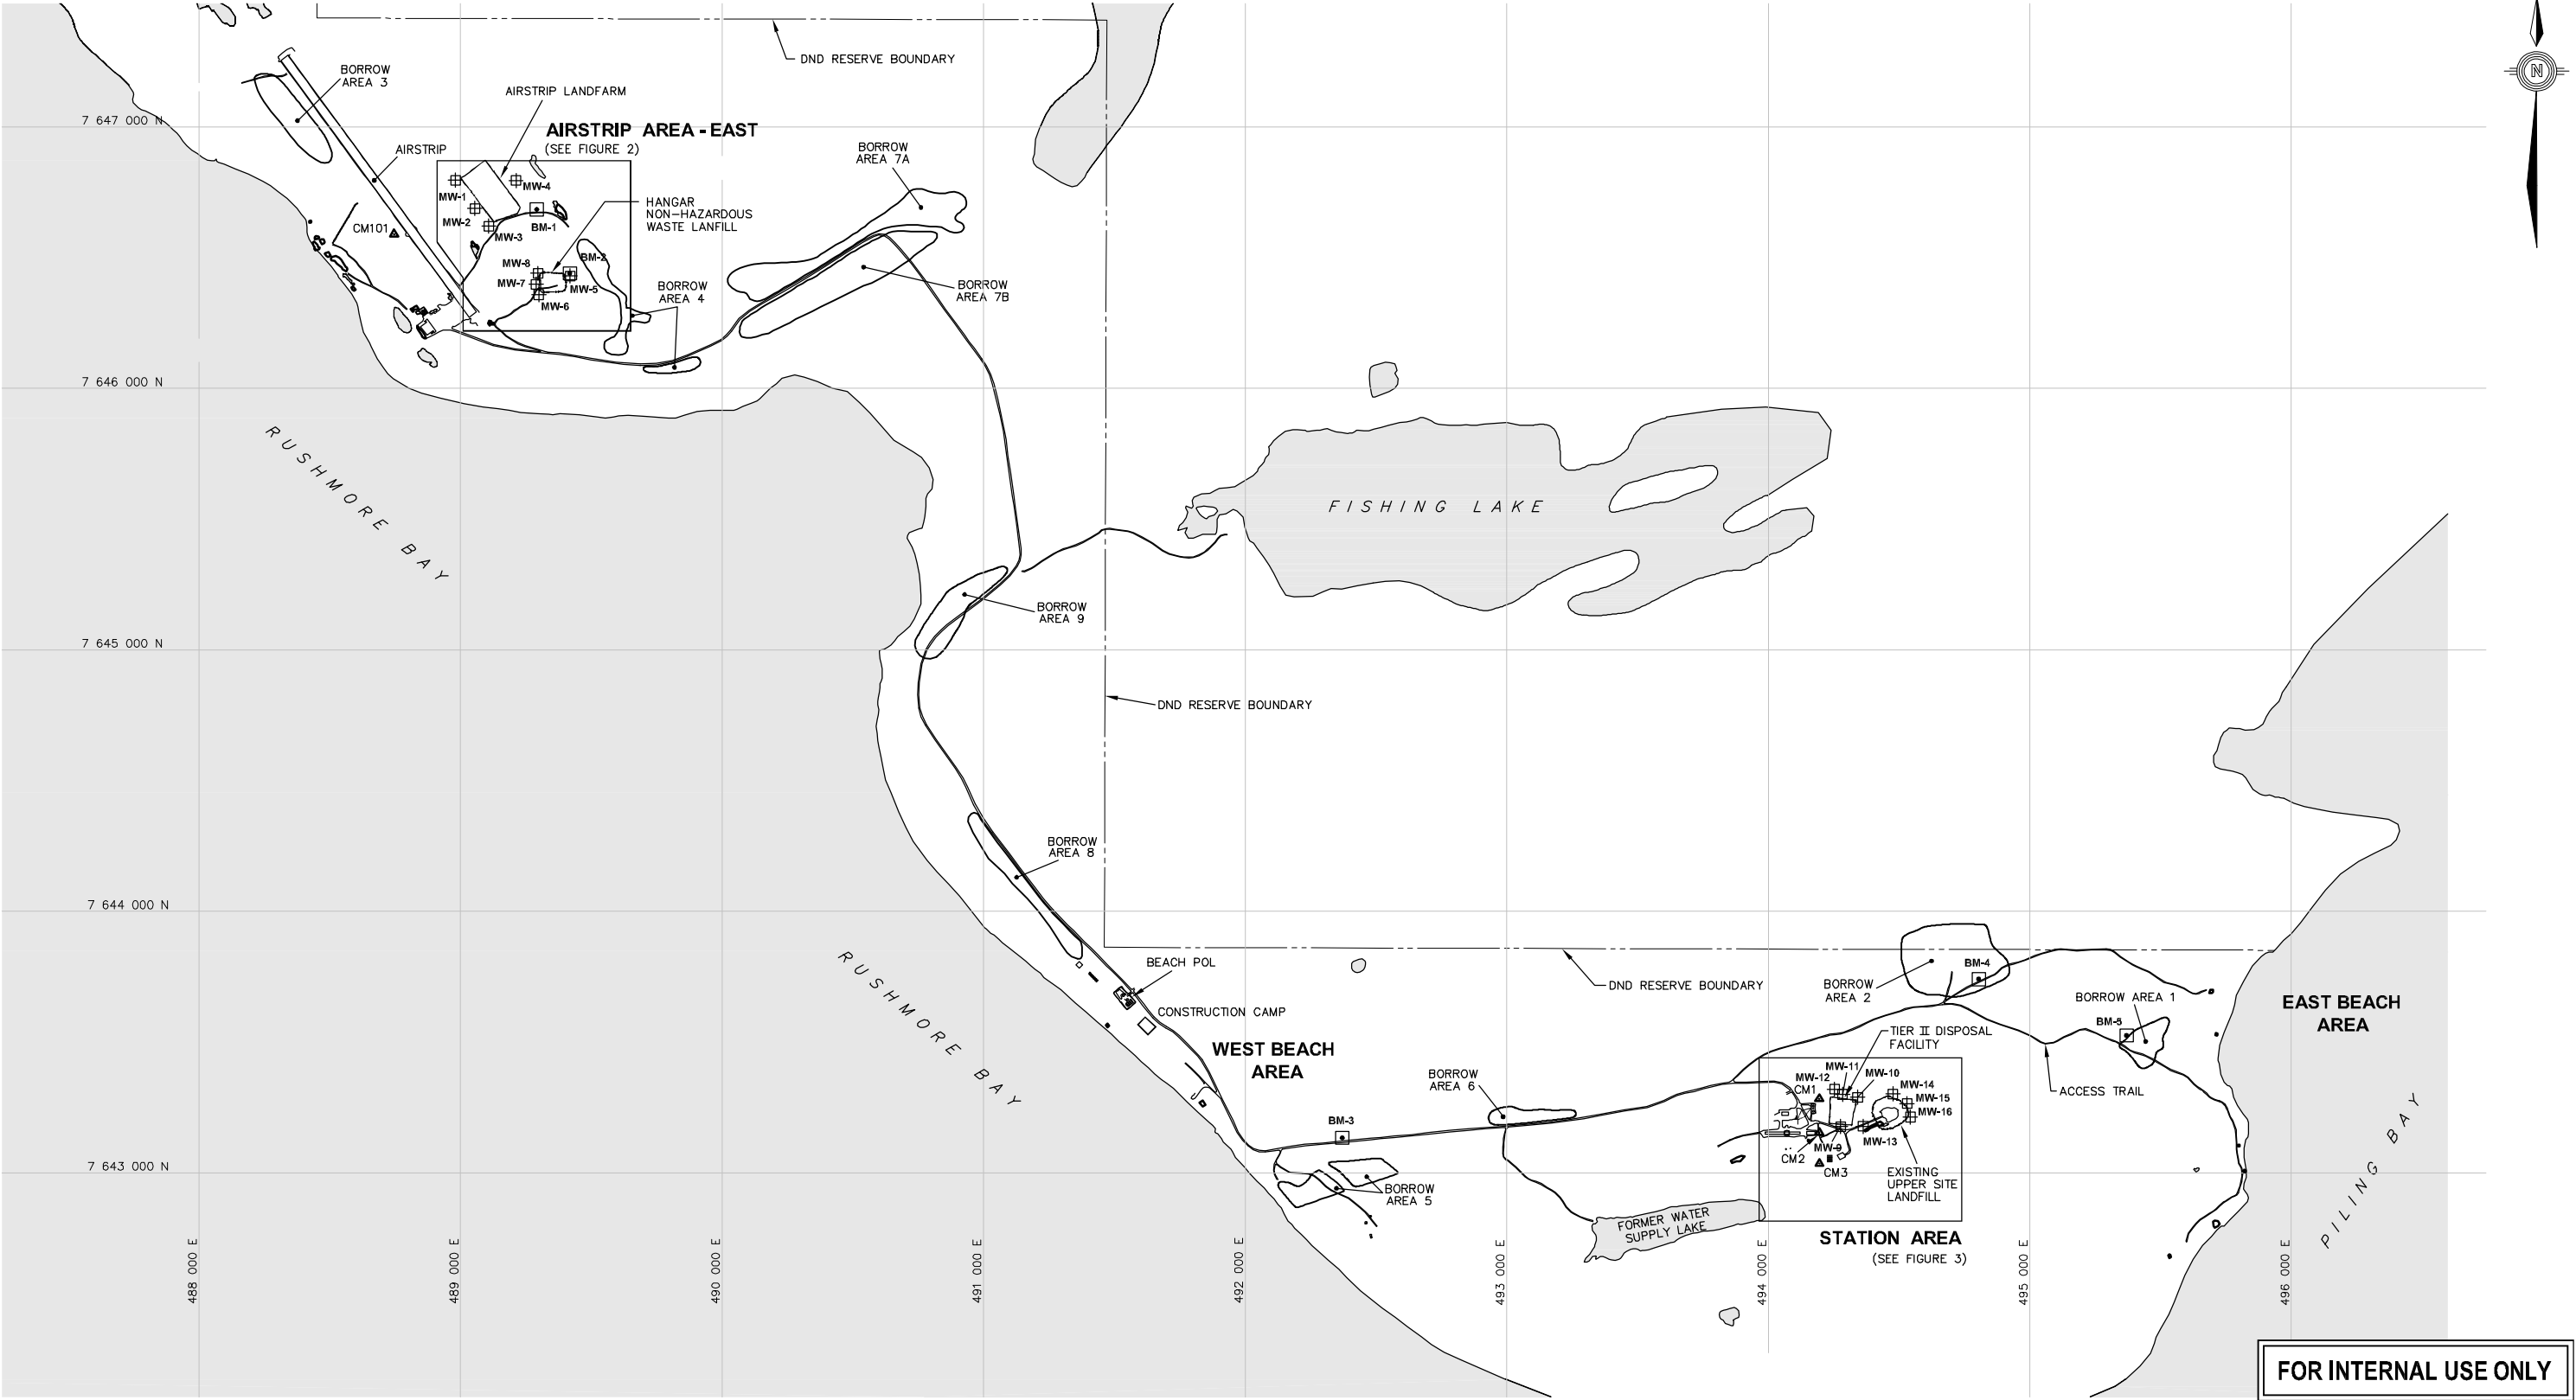 DND RESERVE BOUNDARY
N
BORROW
AREA 3
AIRSTRIP LANDFARM
7 647 000 N
AIRSTRIP AREA - EAST
(SEE FIGURE 2)
AIRSTRIP
BORROW
AREA 7A
MW-1
MW-4
HANGAR
NON-HAZARDOUS
WASTE LANFILL
MW-2
CM101
MW-3
BM-1
MW-8
BM-2
MW-7
MW-5
MW-6
BORROW
AREA 4
BORROW
AREA 7B
7 646 000 N
RUSHMORE BAY
FISHING LAKE
BORROW
AREA 9
7 645 000 N
DND RESERVE BOUNDARY
BORROW
AREA 8
7 644 000 N
RUSHMORE BAY
BEACH POL
CONSTRUCTION CAMP
WEST BEACH
AREA
DND RESERVE BOUNDARY
BORROW
AREA 2
BM-4
BORROW AREA 1
BM-5
EAST BEACH
AREA
TIER II DISPOSAL
FACILITY
ACCESS TRAIL
BORROW
AREA 6
MW-11
MW-12
MW-10
CM1
MW-14
MW-15
MW-16
BM-3
MW-9
MW-13
CM2
CM3
EXISTING
UPPER SITE
LANDFILL
7 643 000 N
BORROW
AREA 5
FORMER WATER
SUPPLY LAKE
STATION AREA
(SEE FIGURE 3)
PILING BAY
488 000 E
489 000 E
490 000 E
491 000 E
492 000 E
493 000 E
494 000 E
495 000 E
496 000 E
FOR INTERNAL USE ONLY